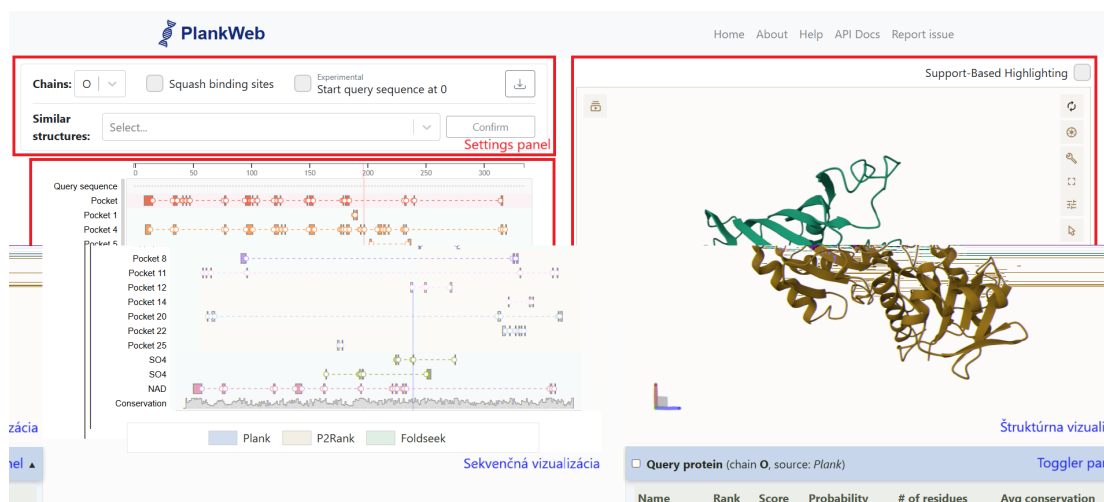 PlankWeb
Home About Help API Docs Report issue
Chains: O
Squash binding sites
Experimental
Start query sequence at 0
Similar structures:
Select...
Confirm
Settings panel
Support-Based Highlighting
0 50 100 150 200 250 300
Query sequence
Pocket
Pocket 1
Pocket 4
Pocket 5
Pocket 8
Pocket 11
Pocket 12
Pocket 14
Pocket 20
Pocket 22
Pocket 25
SO4
SO4
NAD
Conservation
Plank P2Rank Foldseek
Sekvenčná vizualizácia
Query protein (chain O, source: Plank)
Name Rank Score Probability # of residues Avg conservation
Štruktúrna vizuali
Toggler par
zácia
nel